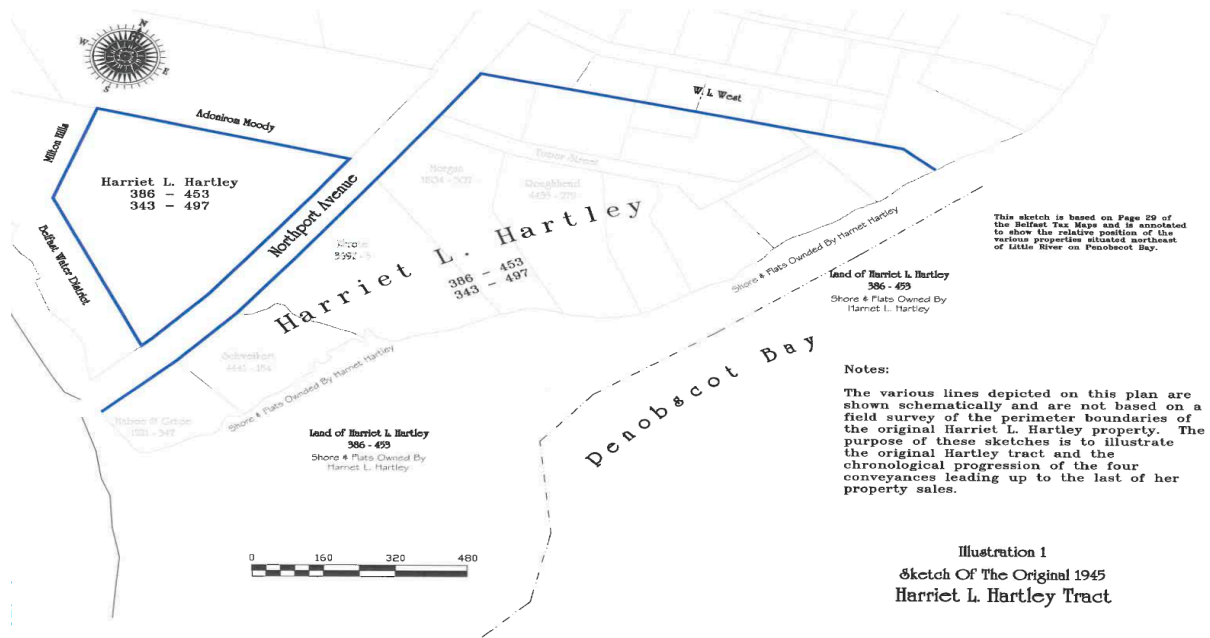 N
W
E
S
Adonirom Moody
Milton Hills
Harriet L. Hartley
386 - 453
343 - 497
Belfast Water District
Northport Avenue
W. L. West
Tupor Street
Harriet L. Hartley
386 - 453
343 - 497
Shore & Flats Owned By Harriet Hartley
Land of Harriet L. Hartley
386 - 453
Shore & Flats Owned By
Harriet L. Hartley
This sketch is based on Page 29 of
the Belfast Tax Maps and is annotated
to show the relative position of the
various properties situated northeast
of Little River on Penobscot Bay.
Schweikert
Shore & Flats Owned By Harriet Hartley
Land of Harriet L. Hartley
386 - 453
Shore & Flats Owned By
Harriet L. Hartley
Penobscot Bay
0 160 320 480
Notes:
The various lines depicted on this plan are
shown schematically and are not based on a
field survey of the perimeter boundaries of
the original Harriet L. Hartley property. The
purpose of these sketches is to illustrate
the original Hartley tract and the
chronological progression of the four
conveyances leading up to the last of her
property sales.
Illustration 1
Sketch Of The Original 1945
Harriet L. Hartley Tract